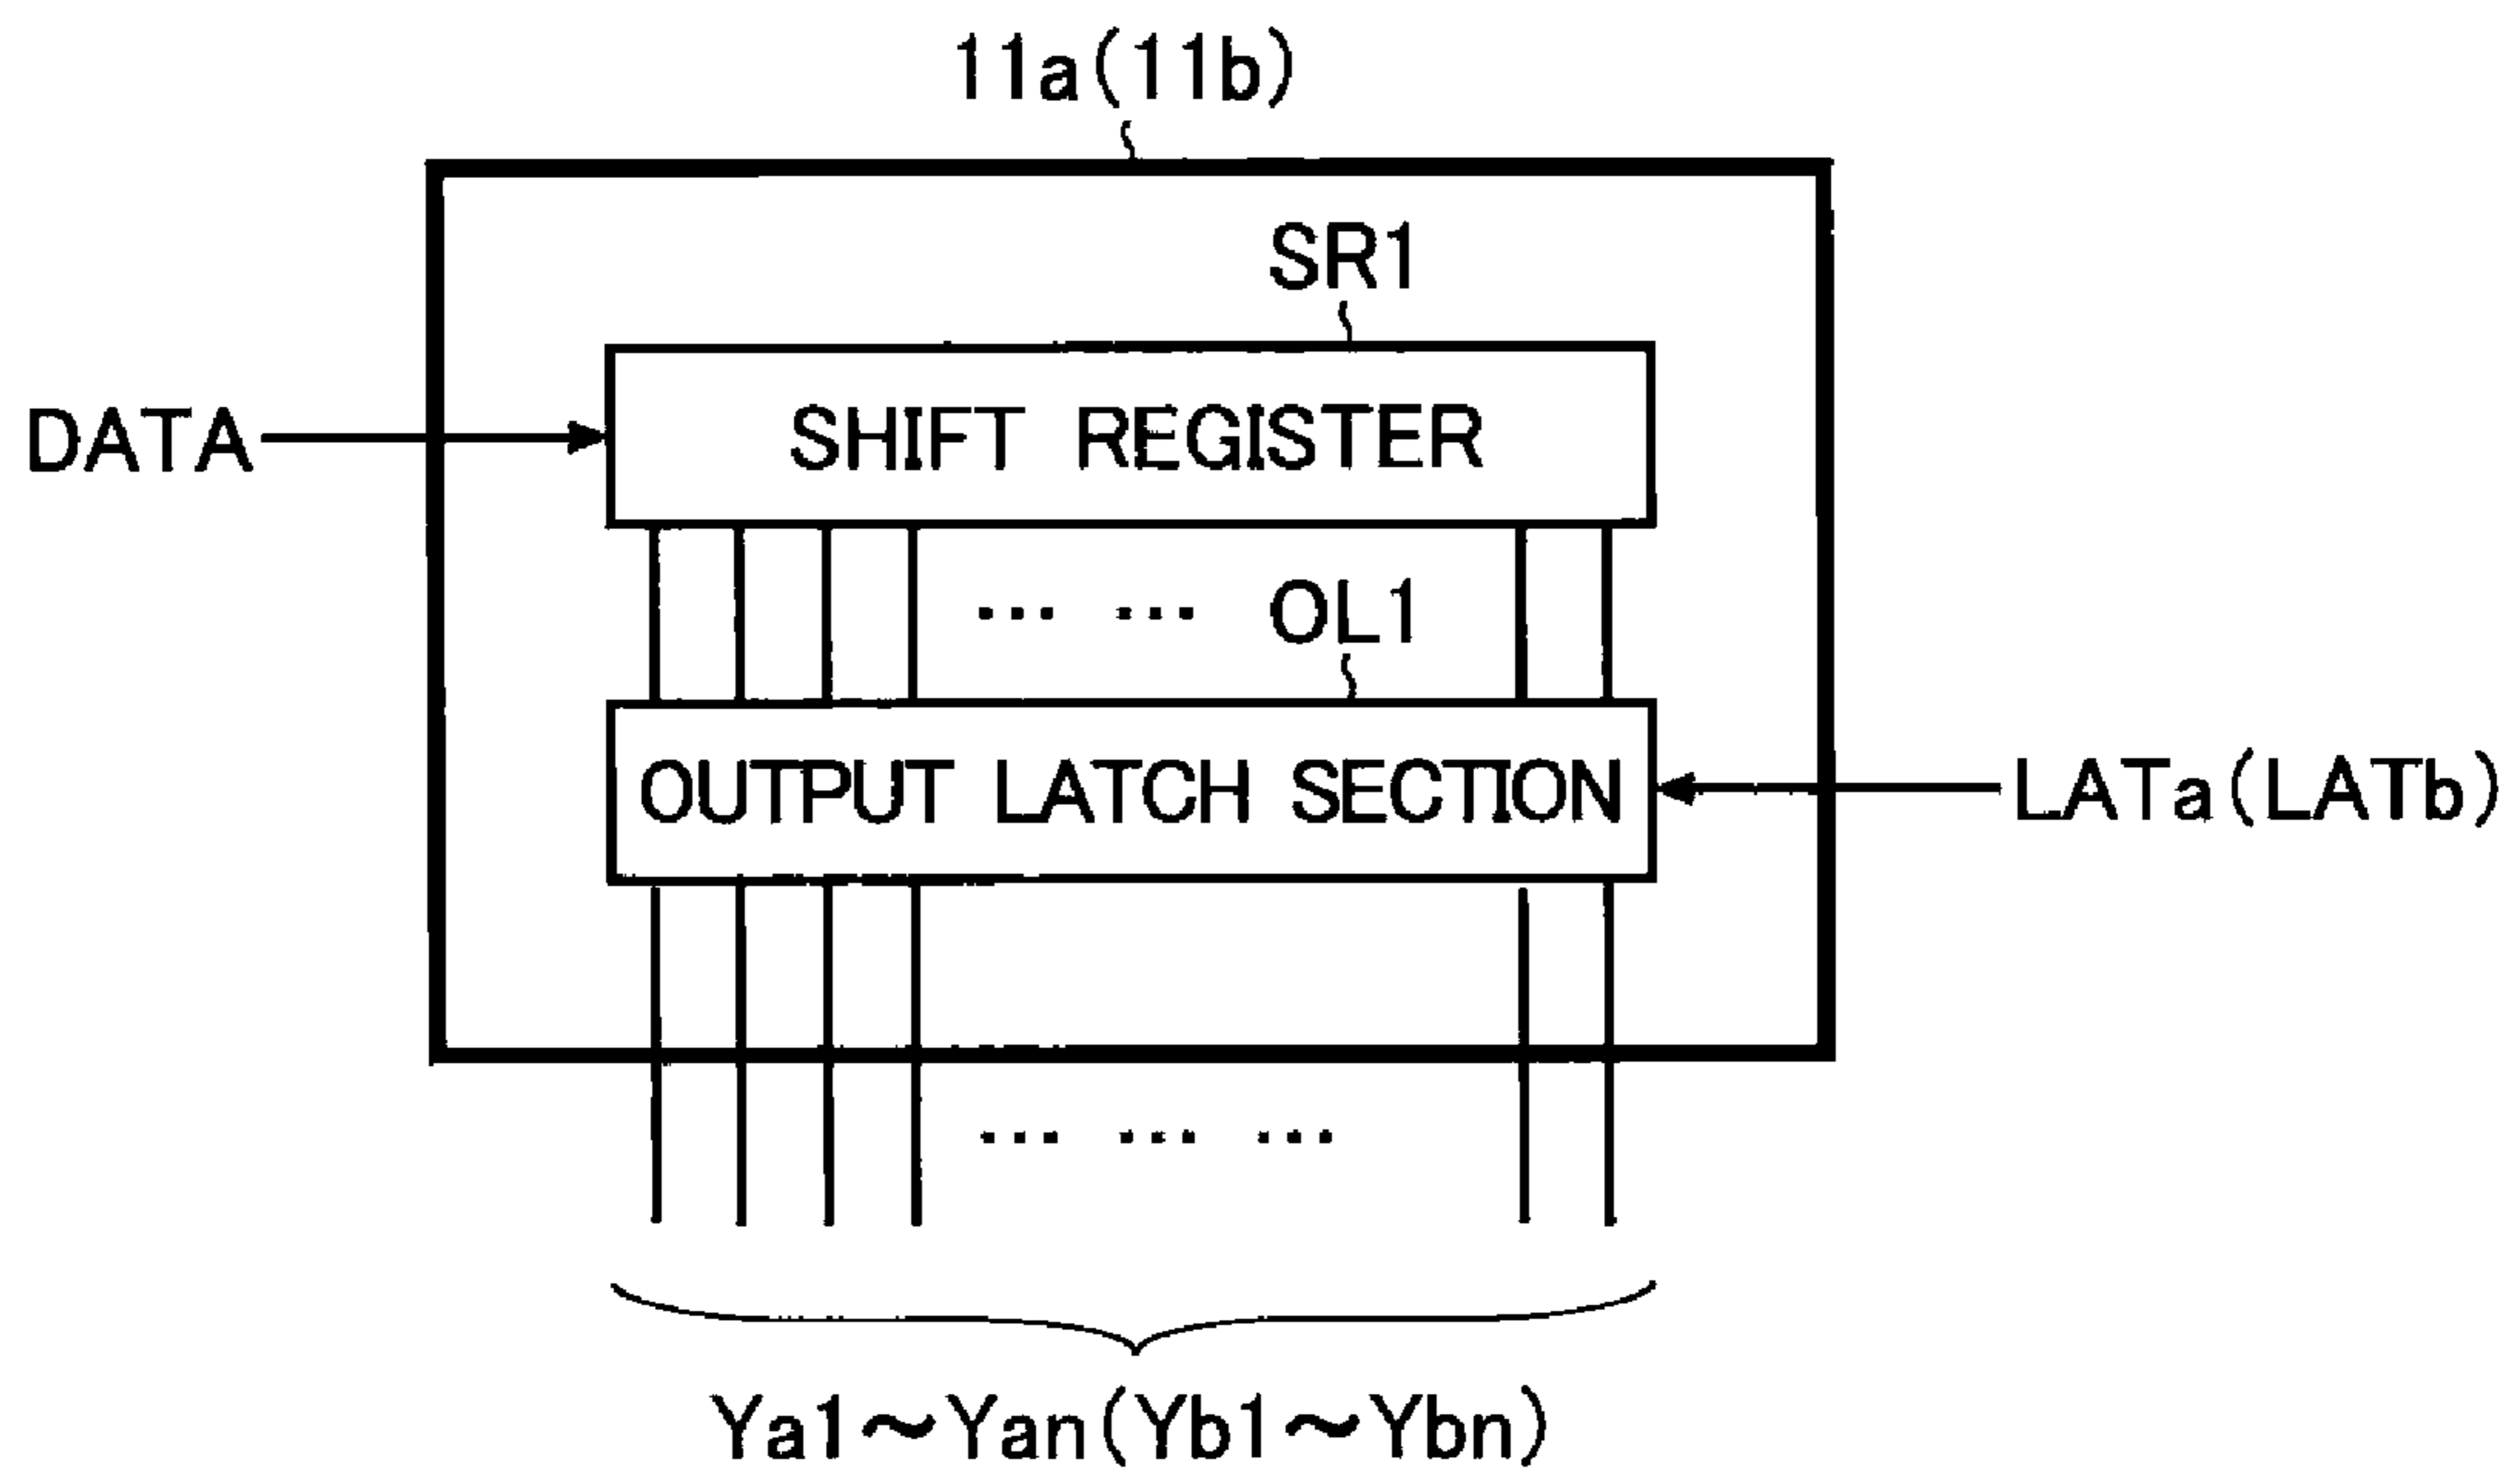 11a(11b)
SR1
DATA
SHIFT REGISTER
... ... OL1
OUTPUT LATCH SECTION
LATa(LATb)
... ... ...
Ya1～Yan(Yb1～Ybn)